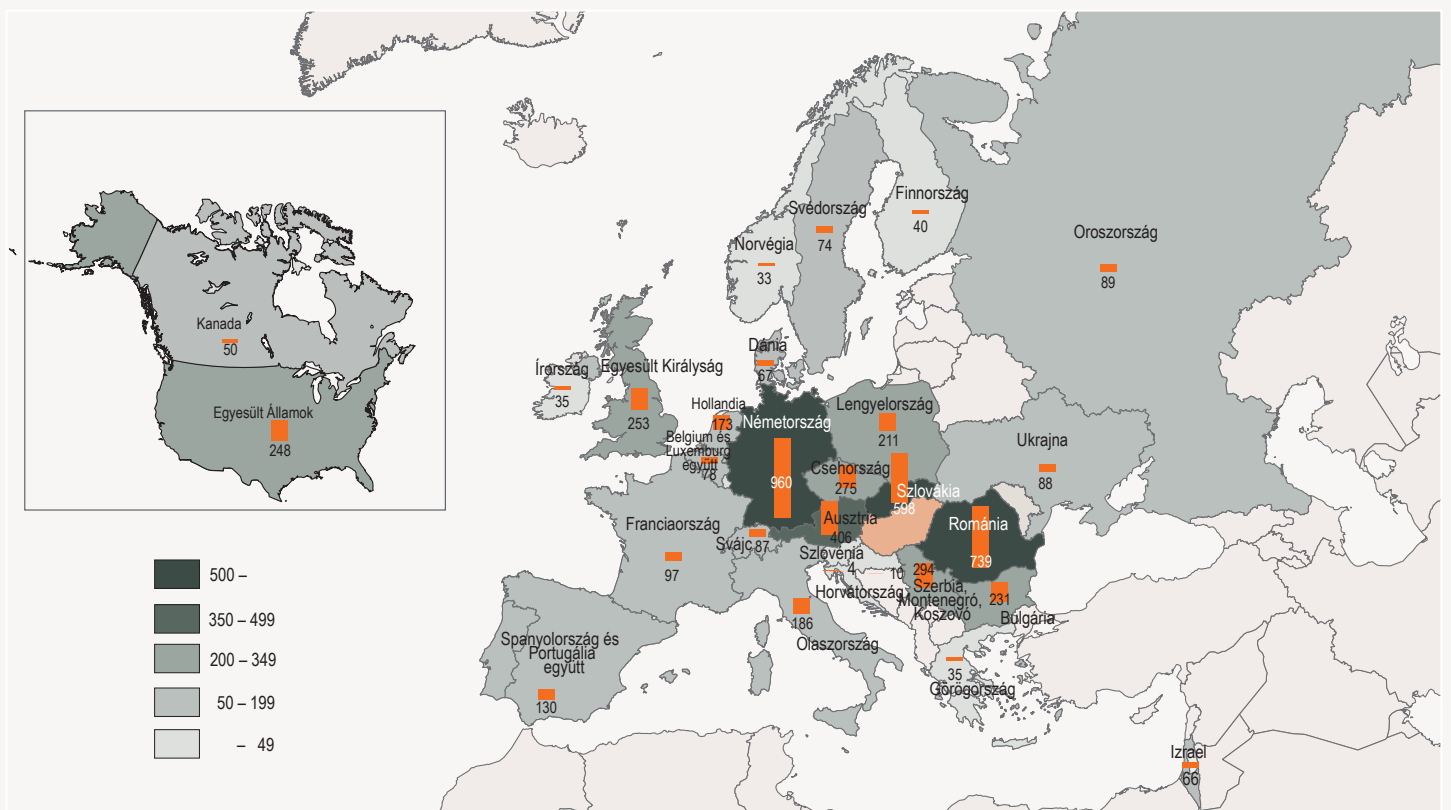 Kanada
50
Egyesült Államok
248
500 –
350 – 499
200 – 349
50 – 199
– 49
Finnország
40
Svédország
74
Norvégia
33
Oroszország
89
Dánia
67
Írország
35
Egyesült Királyság
253
Hollandia
173
Belgium és
Luxemburg
együtt
78
Németország
960
Lengyelország
211
Csehország
275
Ukrajna
88
Szlovákia
598
Ausztria
406
Románia
739
Franciaország
97
Svájc
87
Szlovénia
4
10
Horvátország
294
Szerbia,
Montenegró,
Koszovó
231
Bulgária
186
Olaszország
Spanyolország és
Portugália
együtt
130
35
Görögország
Izrael
66